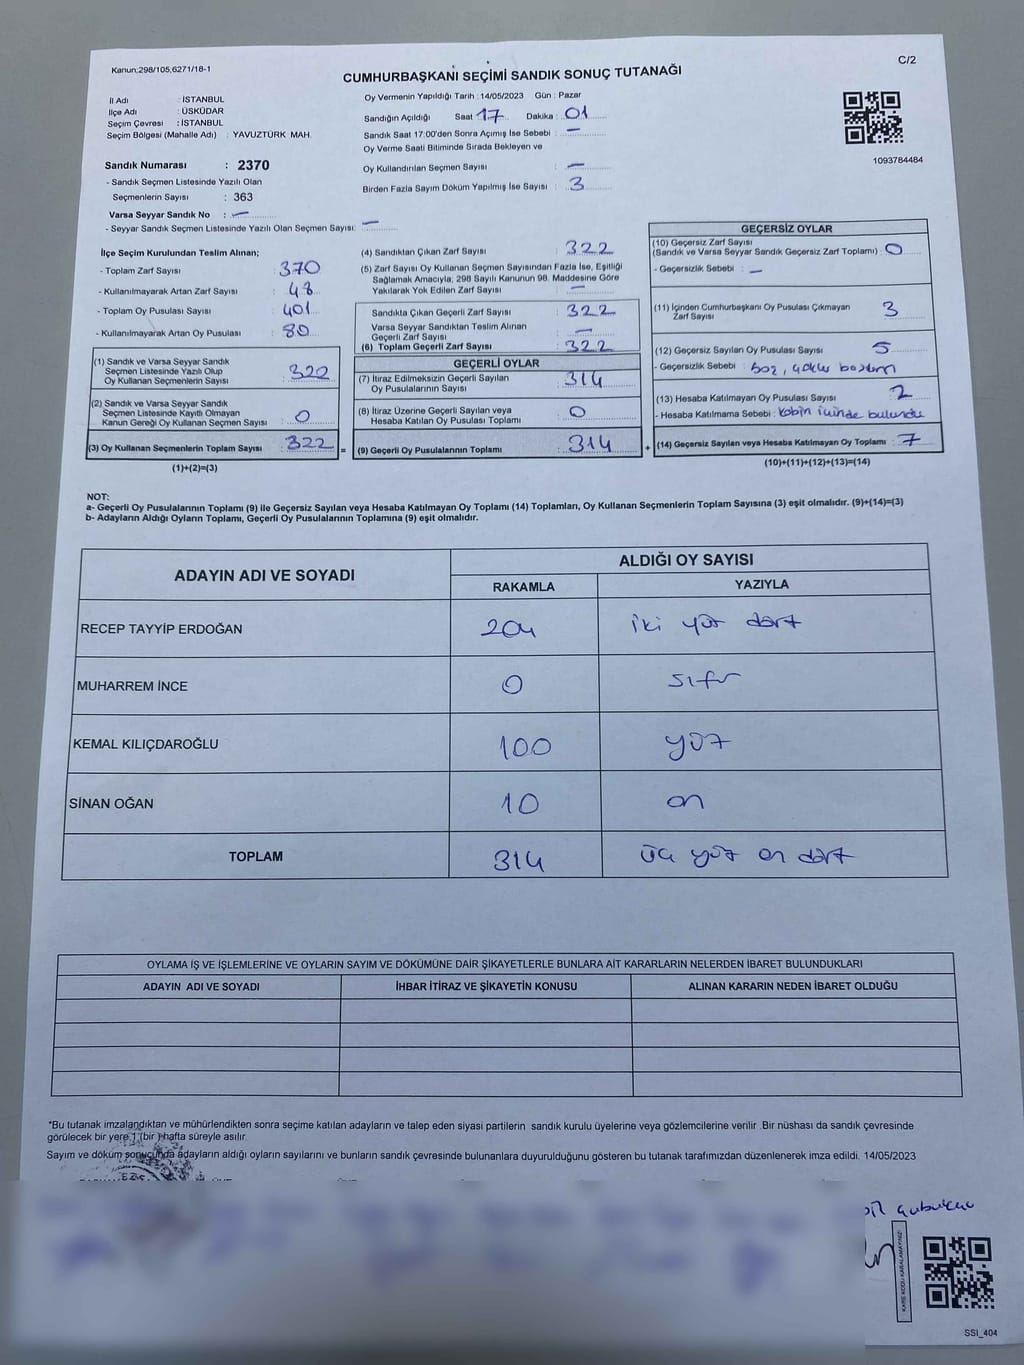 Kanun;298/105,6271/18-1
C/2
CUMHURBAŞKANİ SEÇİMİ SANDIK SONUÇ TUTANAĞI
İl Adı : İSTANBUL
İlçe Adı : ÜSKÜDAR
Seçim Çevresi : İSTANBUL
Seçim Bölgesi (Mahalle Adı) : YAVUZTÜRK MAH.
Sandık Numarası : 2370
- Sandık Seçmen Listesinde Yazılı Olan
Seçmenlerin Sayısı : 363
Varsa Seyyar Sandık No : —
- Seyyar Sandık Seçmen Listesinde Yazılı Olan Seçmen Sayısı: —
Oy Vermenin Yapıldığı Tarih : 14/05/2023 Gün : Pazar
Sandığın Açıldığı Saat 17 Dakika : 01
Sandık Saat 17:00'den Sonra Açımış İse Sebebi : —
Oy Verme Saati Bitiminde Sırada Bekleyen ve
Oy Kullandırılan Seçmen Sayısı : —
Birden Fazla Sayım Döküm Yapılmış İse Sayısı : 3
1093784484
İlçe Seçim Kurulundan Teslim Alınan;
- Toplam Zarf Sayısı : 370
- Kullanılmayarak Artan Zarf Sayısı : 48
- Toplam Oy Pusulası Sayısı : 401
- Kullanılmayarak Artan Oy Pusulası : 80
(1) Sandık ve Varsa Seyyar Sandık
Seçmen Listesinde Yazılı Olup
Oy Kullanan Seçmenlerin Sayısı : 322
(2) Sandık ve Varsa Seyyar Sandık
Seçmen Listesinde Kayıtlı Olmayan
Kanun Gereği Oy Kullanan Seçmen Sayısı : 0
(3) Oy Kullanan Seçmenlerin Toplam Sayısı : 322
(1)+(2)=(3)
(4) Sandıktan Çıkan Zarf Sayısı : 322
(5) Zarf Sayısı Oy Kullanan Seçmen Sayısından Fazla İse, Eşitliği
Sağlamak Amacıyla; 298 Sayılı Kanunun 98. Maddesine Göre
Yakılarak Yok Edilen Zarf Sayısı : —
Sandıkta Çıkan Geçerli Zarf Sayısı : 322
Varsa Seyyar Sandıktan Teslim Alınan
Geçerli Zarf Sayısı : —
(6) Toplam Geçerli Zarf Sayısı : 322
GEÇERLİ OYLAR
(7) İtiraz Edilmeksizin Geçerli Sayılan
Oy Pusulalarının Sayısı : 314
(8) İtiraz Üzerine Geçerli Sayılan veya
Hesaba Katılan Oy Pusulası Toplamı : 0
= (9) Geçerli Oy Pusulalarının Toplamı : 314 +
GEÇERSİZ OYLAR
(10) Geçersiz Zarf Sayısı
(Sandık ve Varsa Seyyar Sandık Geçersiz Zarf Toplamı) : 0
- Geçersizlik Sebebi : —
(11) İçinden Cumhurbaşkanı Oy Pusulası Çıkmayan
Zarf Sayısı 3
(12) Geçersiz Sayılan Oy Pusulası Sayısı : 5
- Geçersizlik Sebebi : boş, çoklu basım
(13) Hesaba Katılmayan Oy Pusulası Sayısı : 2
- Hesaba Katılmama Sebebi : Kabin içinde bulundu
(14) Geçersiz Sayılan veya Hesaba Katılmayan Oy Toplamı : 7
(10)+(11)+(12)+(13)=(14)
NOT:
a- Geçerli Oy Pusulalarının Toplamı (9) ile Geçersiz Sayılan veya Hesaba Katılmayan Oy Toplamı (14) Toplamları, Oy Kullanan Seçmenlerin Toplam Sayısına (3) eşit olmalıdır. (9)+(14)=(3)
b- Adayların Aldığı Oyların Toplamı, Geçerli Oy Pusulalarının Toplamına (9) eşit olmalıdır.
ADAYIN ADI VE SOYADI ALDIĞI OY SAYISI
RAKAMLA YAZIYLA
RECEP TAYYİP ERDOĞAN 204 iki yüz dört
MUHARREM İNCE 0 sıfır
KEMAL KILIÇDAROĞLU 100 yüz
SİNAN OĞAN 10 on
TOPLAM 314 üç yüz on dört
OYLAMA İŞ VE İŞLEMLERİNE VE OYLARIN SAYIM VE DÖKÜMÜNE DAİR ŞİKAYETLERLE BUNLARA AİT KARARLARIN NELERDEN İBARET BULUNDUKLARI
ADAYIN ADI VE SOYADI İHBAR İTİRAZ VE ŞİKAYETİN KONUSU ALINAN KARARIN NEDEN İBARET OLDUĞU
*Bu tutanak imzalandıktan ve mühürlendikten sonra seçime katılan adayların ve talep eden siyasi partilerin sandık kurulu üyelerine veya gözlemcilerine verilir .Bir nüshası da sandık çevresinde
görülecek bir yere 1 (bir ) hafta süreyle asılır.
Sayım ve döküm sonucunda adayların aldığı oyların sayılarını ve bunların sandık çevresinde bulunanlara duyurulduğunu gösteren bu tutanak tarafımızdan düzenlenerek imza edildi. 14/05/2023
KARE KODU KARALAMAYINIZ!
SSI_404